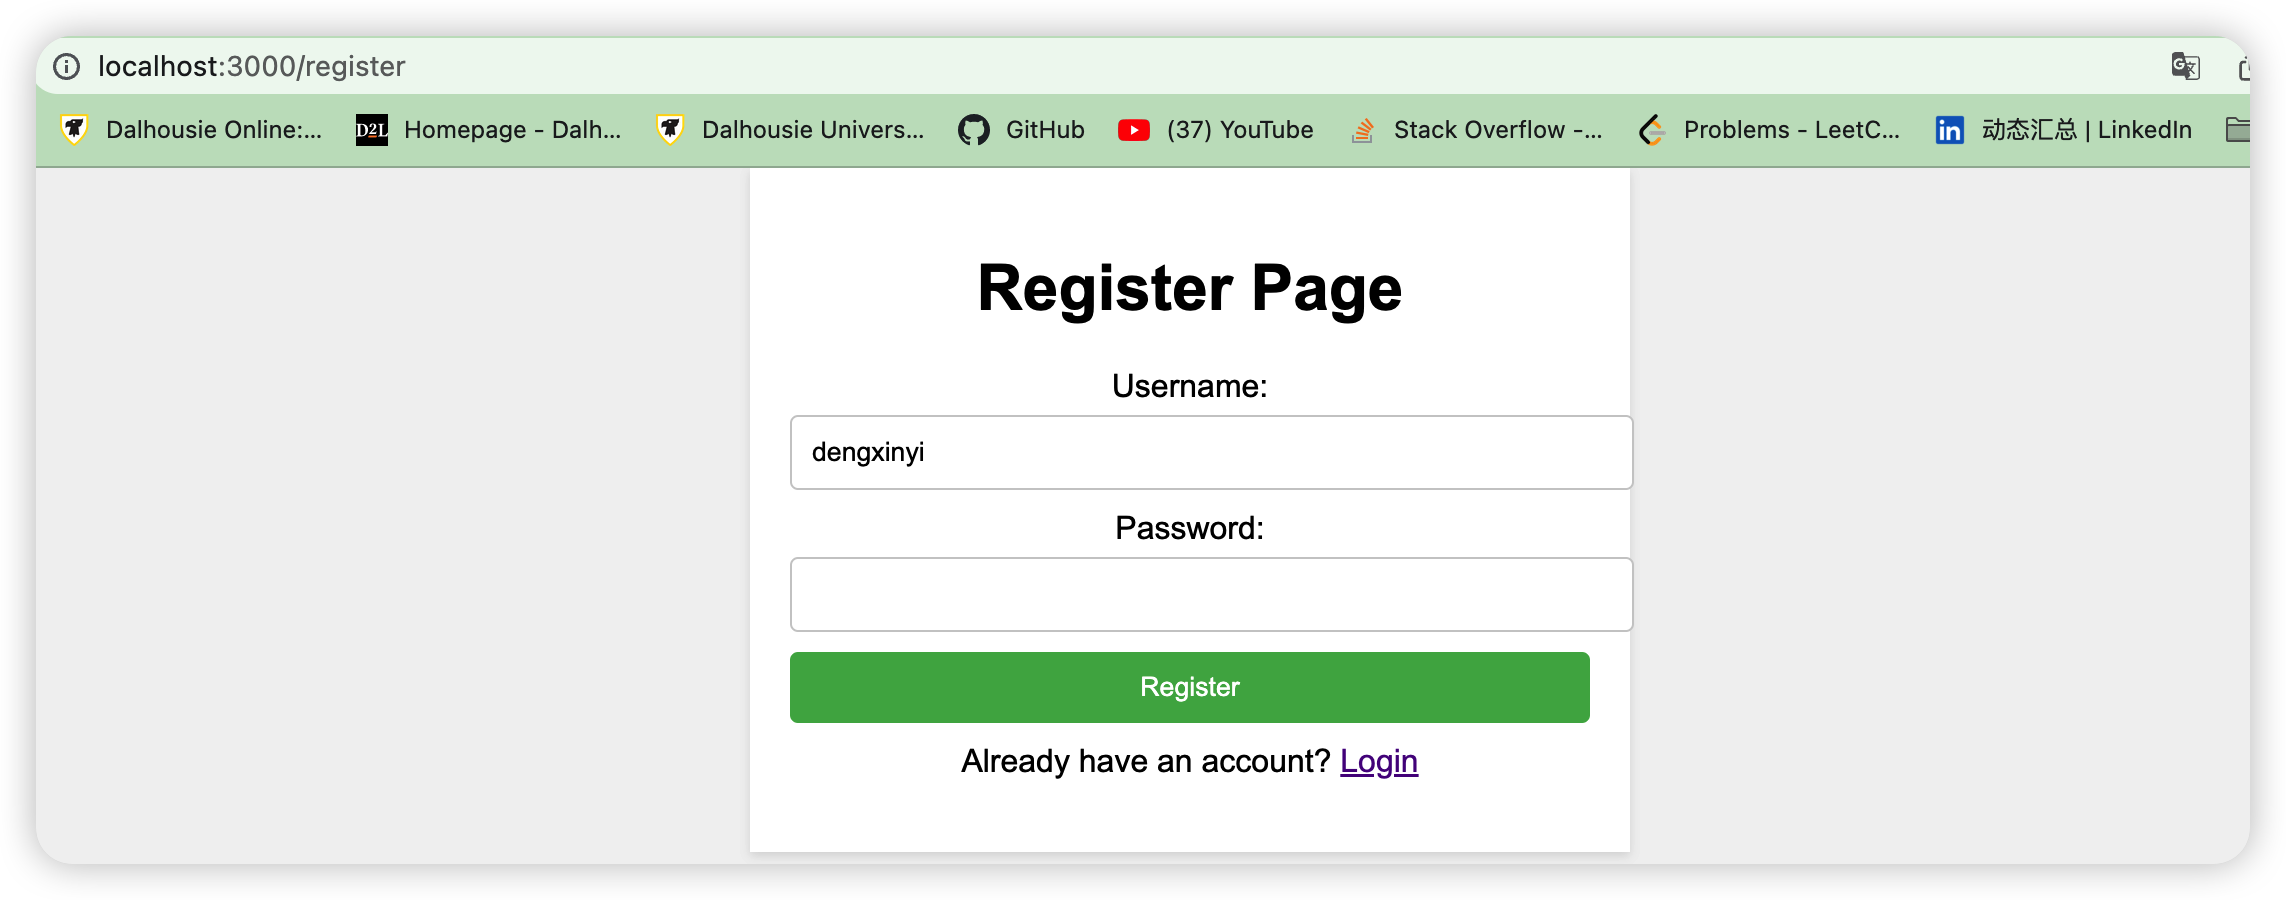 localhost:3000/register
Dalhousie Online:... D2L Homepage - Dalh... Dalhousie Univers... GitHub (37) YouTube Stack Overflow -... Problems - LeetC... in 动态汇总 | LinkedIn
Register Page
Username:
dengxinyi
Password:
Register
Already have an account? Login